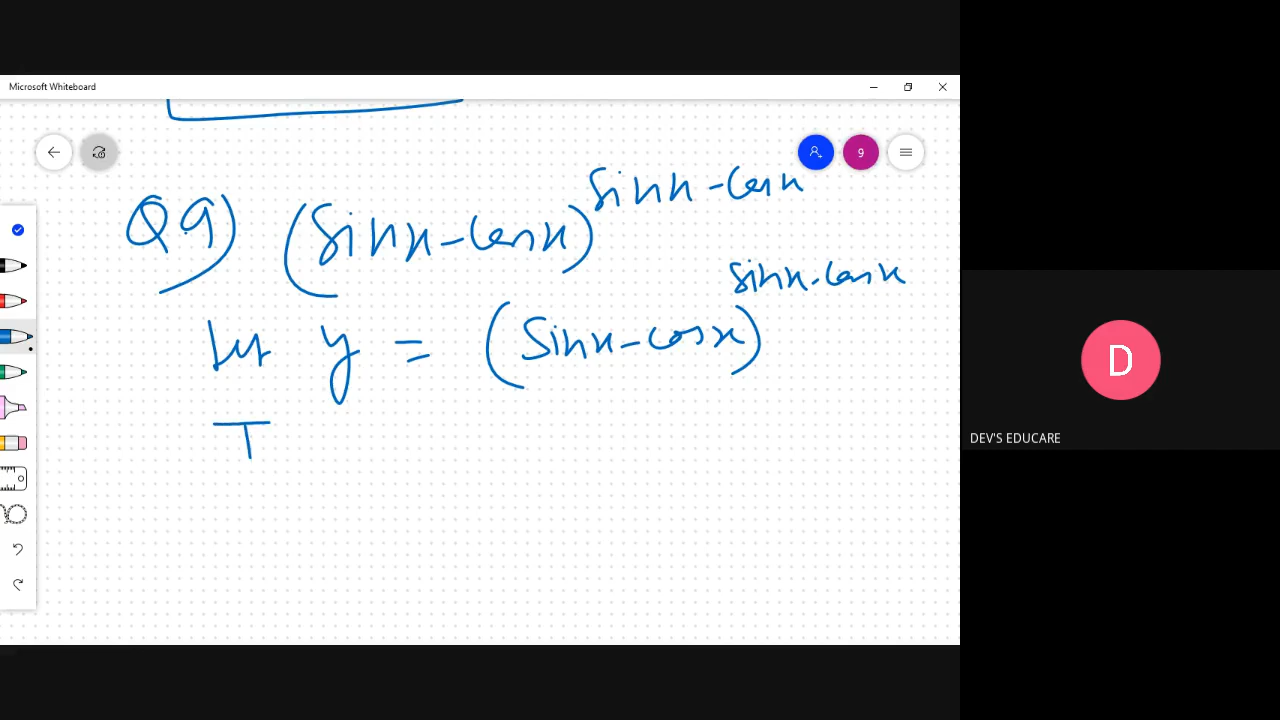 Microsoft Whiteboard
9
Q9) (sinx-cosx)^sinx-cosx
let y = (sinx-cosx)^sinx-cosx
T
D
DEV'S EDUCARE